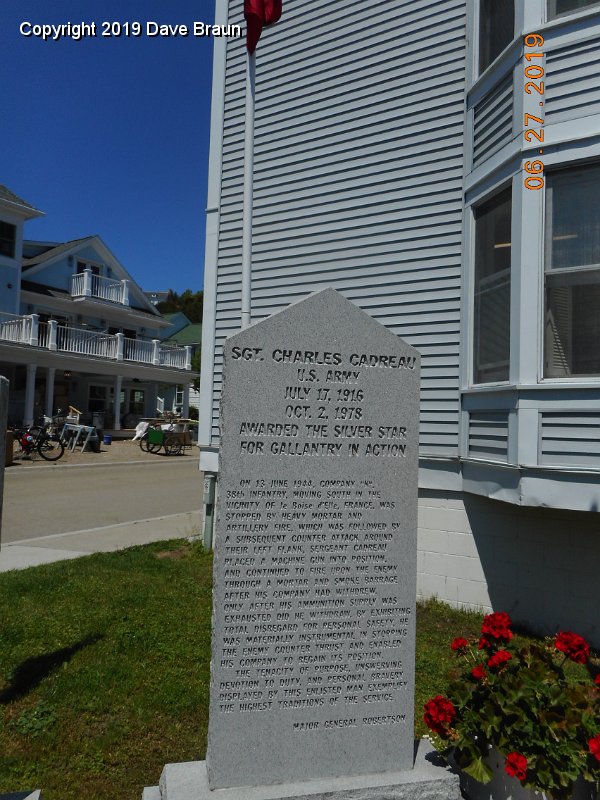 Copyright 2019 Dave Braun
06.27.2019
SGT. CHARLES CADREAU
U.S. ARMY
JULY 17, 1916
OCT. 2, 1978
AWARDED THE SILVER STAR
FOR GALLANTRY IN ACTION
ON 13 JUNE 1944, COMPANY
38th INFANTRY, MOVING SOUTH IN THE
VICINITY OF le Boise d'Elle, FRANCE, WAS
STOPPED BY HEAVY MORTAR AND
ARTILLERY FIRE, WHICH WAS FOLLOWED BY
A SUBSEQUENT COUNTER ATTACK AROUND
THEIR LEFT FLANK, SERGEANT CADREAU
PLACED A MACHINE GUN INTO POSITION,
AND CONTINUED TO FIRE UPON THE ENEMY
THROUGH A MORTAR AND SMOKE BARRAGE
AFTER HIS COMPANY HAD WITHDREW.
ONLY AFTER HIS AMMUNITION SUPPLY WAS
EXHAUSTED DID HE WITHDRAW. BY EXHIBITING
TOTAL DISREGARD FOR PERSONAL SAFETY, HE
WAS MATERIALLY INSTRUMENTAL IN STOPPING
THE ENEMY COUNTER THRUST AND ENABLED
HIS COMPANY TO REGAIN ITS POSITION.
THE TENACITY OF PURPOSE, UNSWERVING
DEVOTION TO DUTY, AND PERSONAL BRAVERY
DISPLAYED BY THIS ENLISTED MAN EXEMPLIFY
THE HIGHEST TRADITIONS OF THE SERVICE.
MAJOR GENERAL ROBERTSON